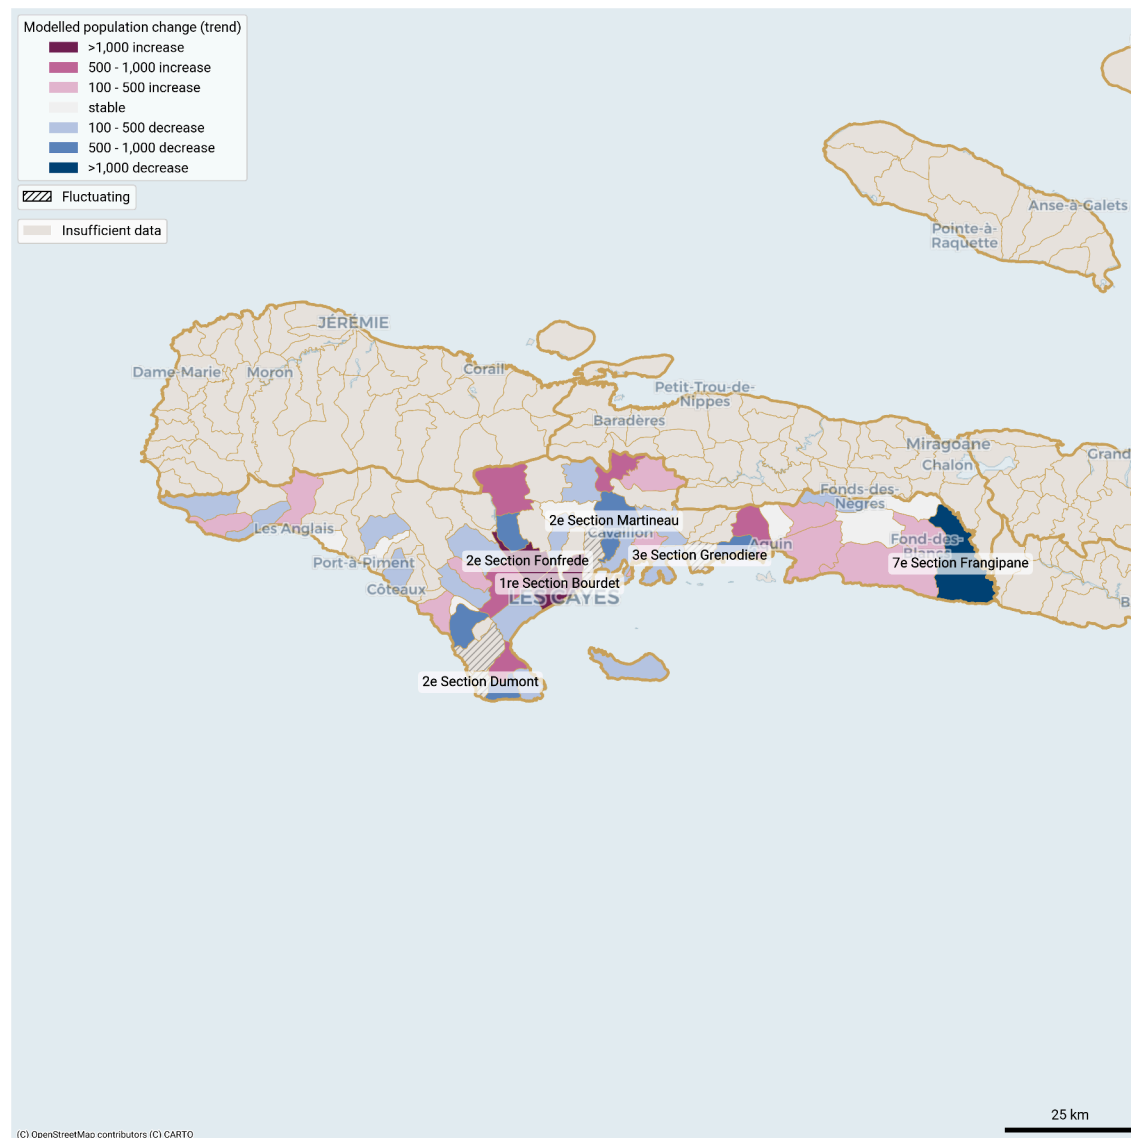 Modelled population change (trend)
>1,000 increase
500 - 1,000 increase
100 - 500 increase
stable
100 - 500 decrease
500 - 1,000 decrease
>1,000 decrease
Fluctuating
Insufficient data
Anse-à-Galets
Pointe-à-
Raquette
JÉRÉMIE
Dame-Marie
Moron
Corail
Petit-Trou-de-
Nippes
Baradères
Miragoane
Chalon
Grand
Fonds-des-
Nègres
2e Section Martineau
Les Anglais
Cavaillon
Aquin
Fond-des-
Blancs
3e Section Grenodiere
Port-à-Piment
2e Section Fonfrede
7e Section Frangipane
1re Section Bourdet
Côteaux
LES CAYES
B
2e Section Dumont
25 km
(C) OpenStreetMap contributors (C) CARTO